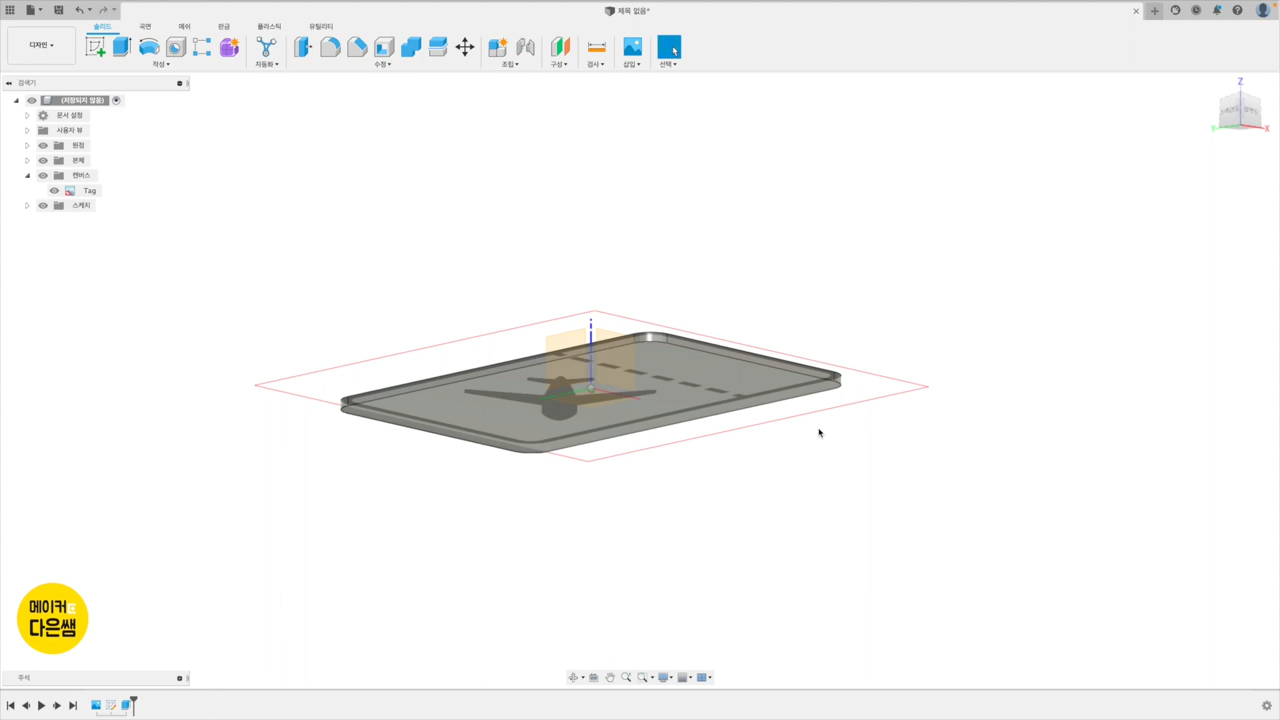 제목 없음*
디자인 ▾
솔리드 곡면 메쉬 판금 플라스틱 유틸리티
작성 ▾ 자동화 ▾ 수정 ▾ 조립 ▾ 구성 ▾ 검사 ▾ 삽입 ▾ 선택 ▾
검색기
(저장되지 않음)
문서 설정
사용자 뷰
원점
본체
캔버스
Tag
스케치
Z
Y
X
메이커
다은쌤
주석